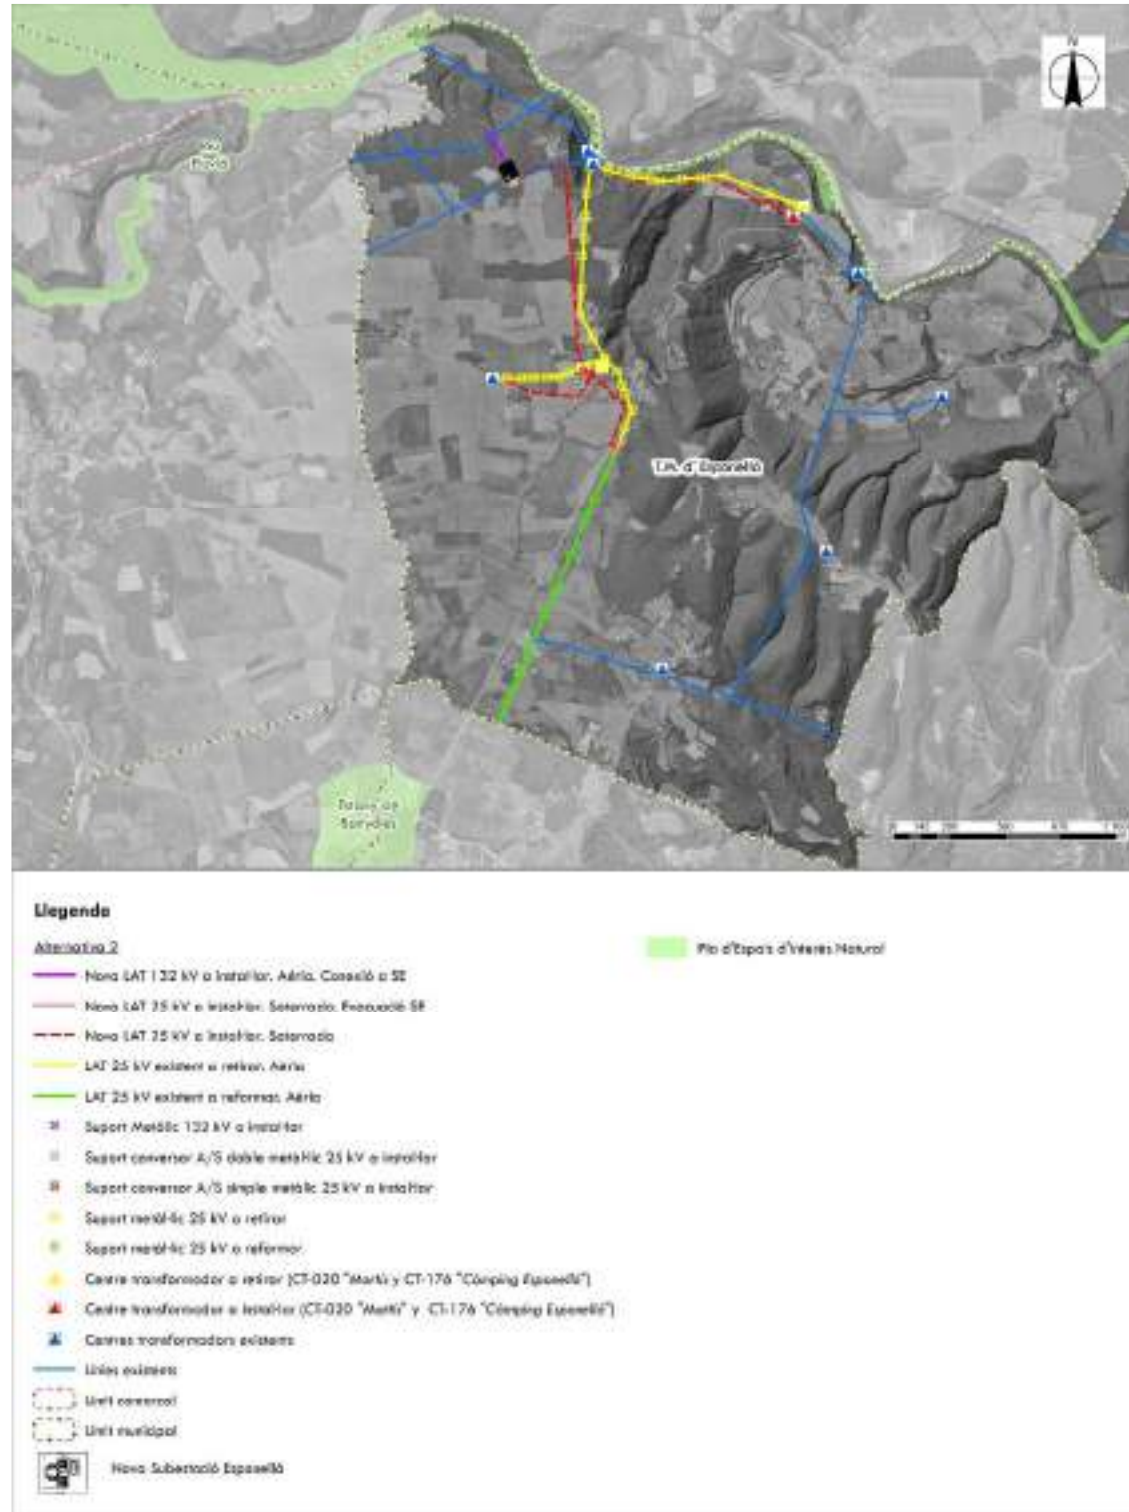 N
T.M. d'Esponellà
Llegenda
Alternativa 2
Nova LAT 132 kV a instal·lar. Aèria. Conexió a SE
Nova LAT 25 kV a instal·lar. Soterrada. Evacuació SE
Nova LAT 25 kV a instal·lar. Soterrada
LAT 25 kV existent a retirar. Aèria
LAT 25 kV existent a reformar. Aèria
Suport Metàl·lic 132 kV a instal·lar
Suport conversor A/S doble metàl·lic 25 kV a instal·lar
Suport conversor A/S simple metàl·lic 25 kV a instal·lar
Suport metàl·lic 25 kV a retirar
Suport metàl·lic 25 kV a reformar
Centre transformador a retirar (CT-020 "Martís y CT-176 "Càmping Esponellà")
Centre transformador a instal·lar (CT-020 "Martís" y CT-176 "Càmping Esponellà")
Centres transformadors existents
Línies existents
Límit comarcal
Límit municipal
Nova Subestació Esponellà
Pla d'Espais d'Interès Natural